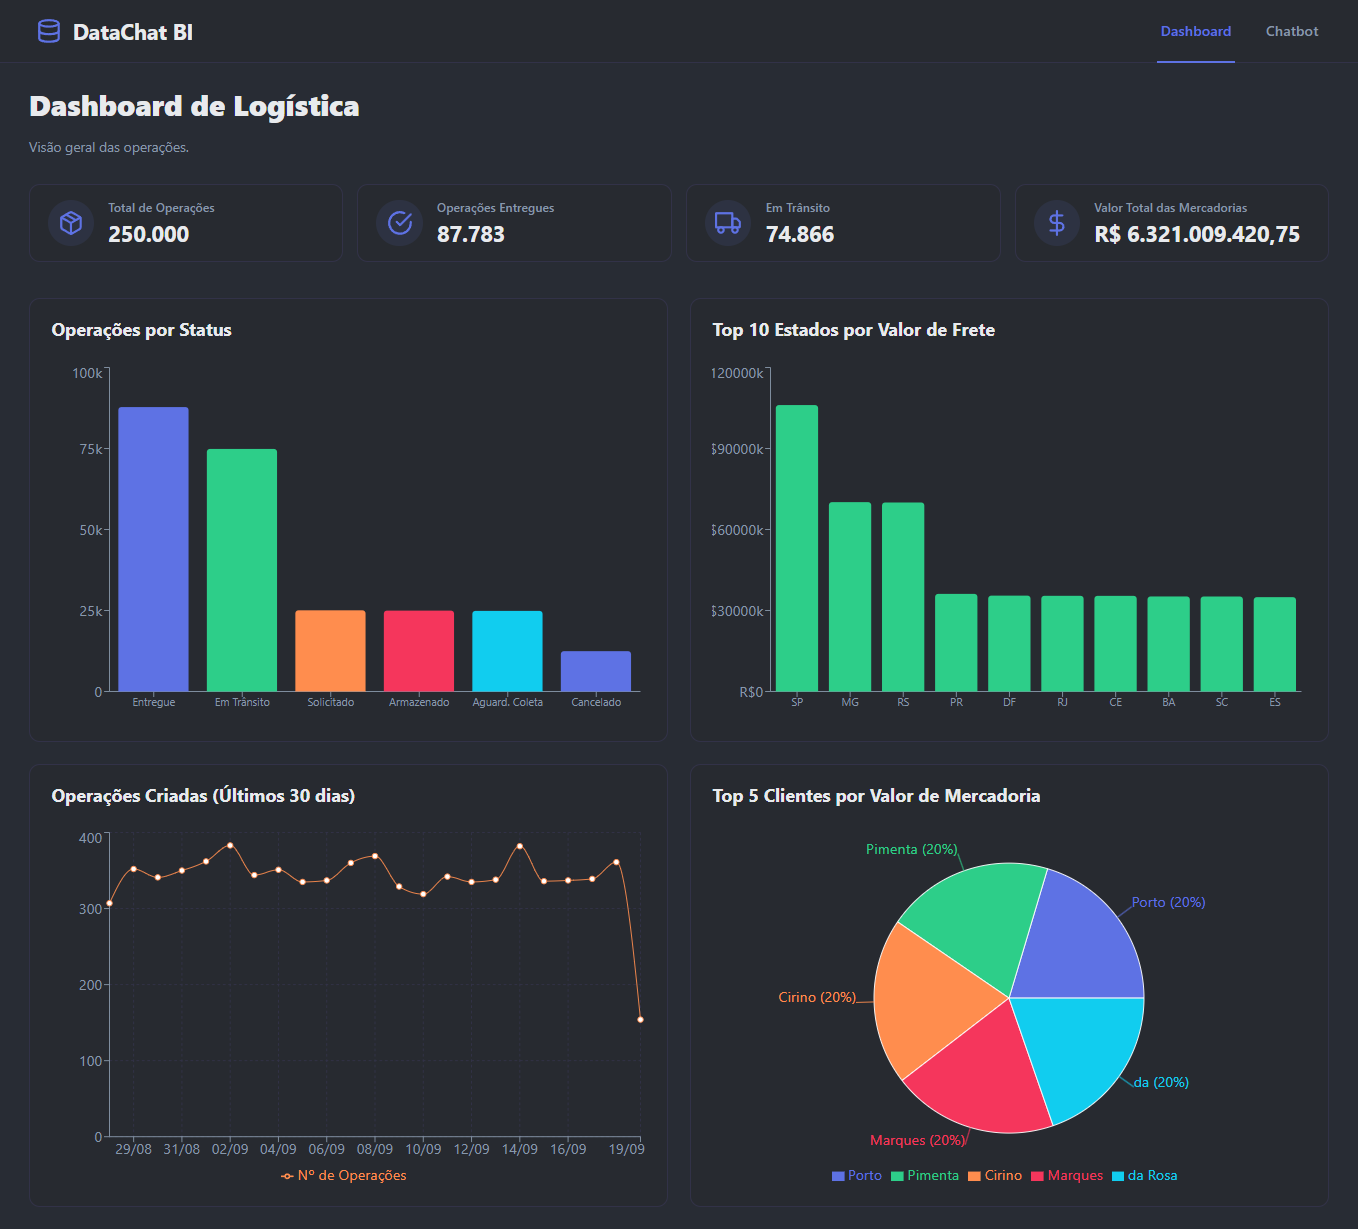 DataChat BI
Dashboard
Chatbot
Dashboard de Logística
Visão geral das operações.
Total de Operações
250.000
Operações Entregues
87.783
Em Trânsito
74.866
Valor Total das Mercadorias
R$ 6.321.009.420,75
Operações por Status
100k
75k
50k
25k
0
Entregue Em Trânsito Solicitado Armazenado Aguard. Coleta Cancelado
Top 10 Estados por Valor de Frete
120000k
$90000k
$60000k
$30000k
R$0
SP MG RS PR DF RJ CE BA SC ES
Operações Criadas (Últimos 30 dias)
400
300
200
100
0
29/08 31/08 02/09 04/09 06/09 08/09 10/09 12/09 14/09 16/09 19/09
Nº de Operações
Top 5 Clientes por Valor de Mercadoria
Pimenta (20%)
Porto (20%)
Cirino (20%)
da (20%)
Marques (20%)
Porto Pimenta Cirino Marques da Rosa